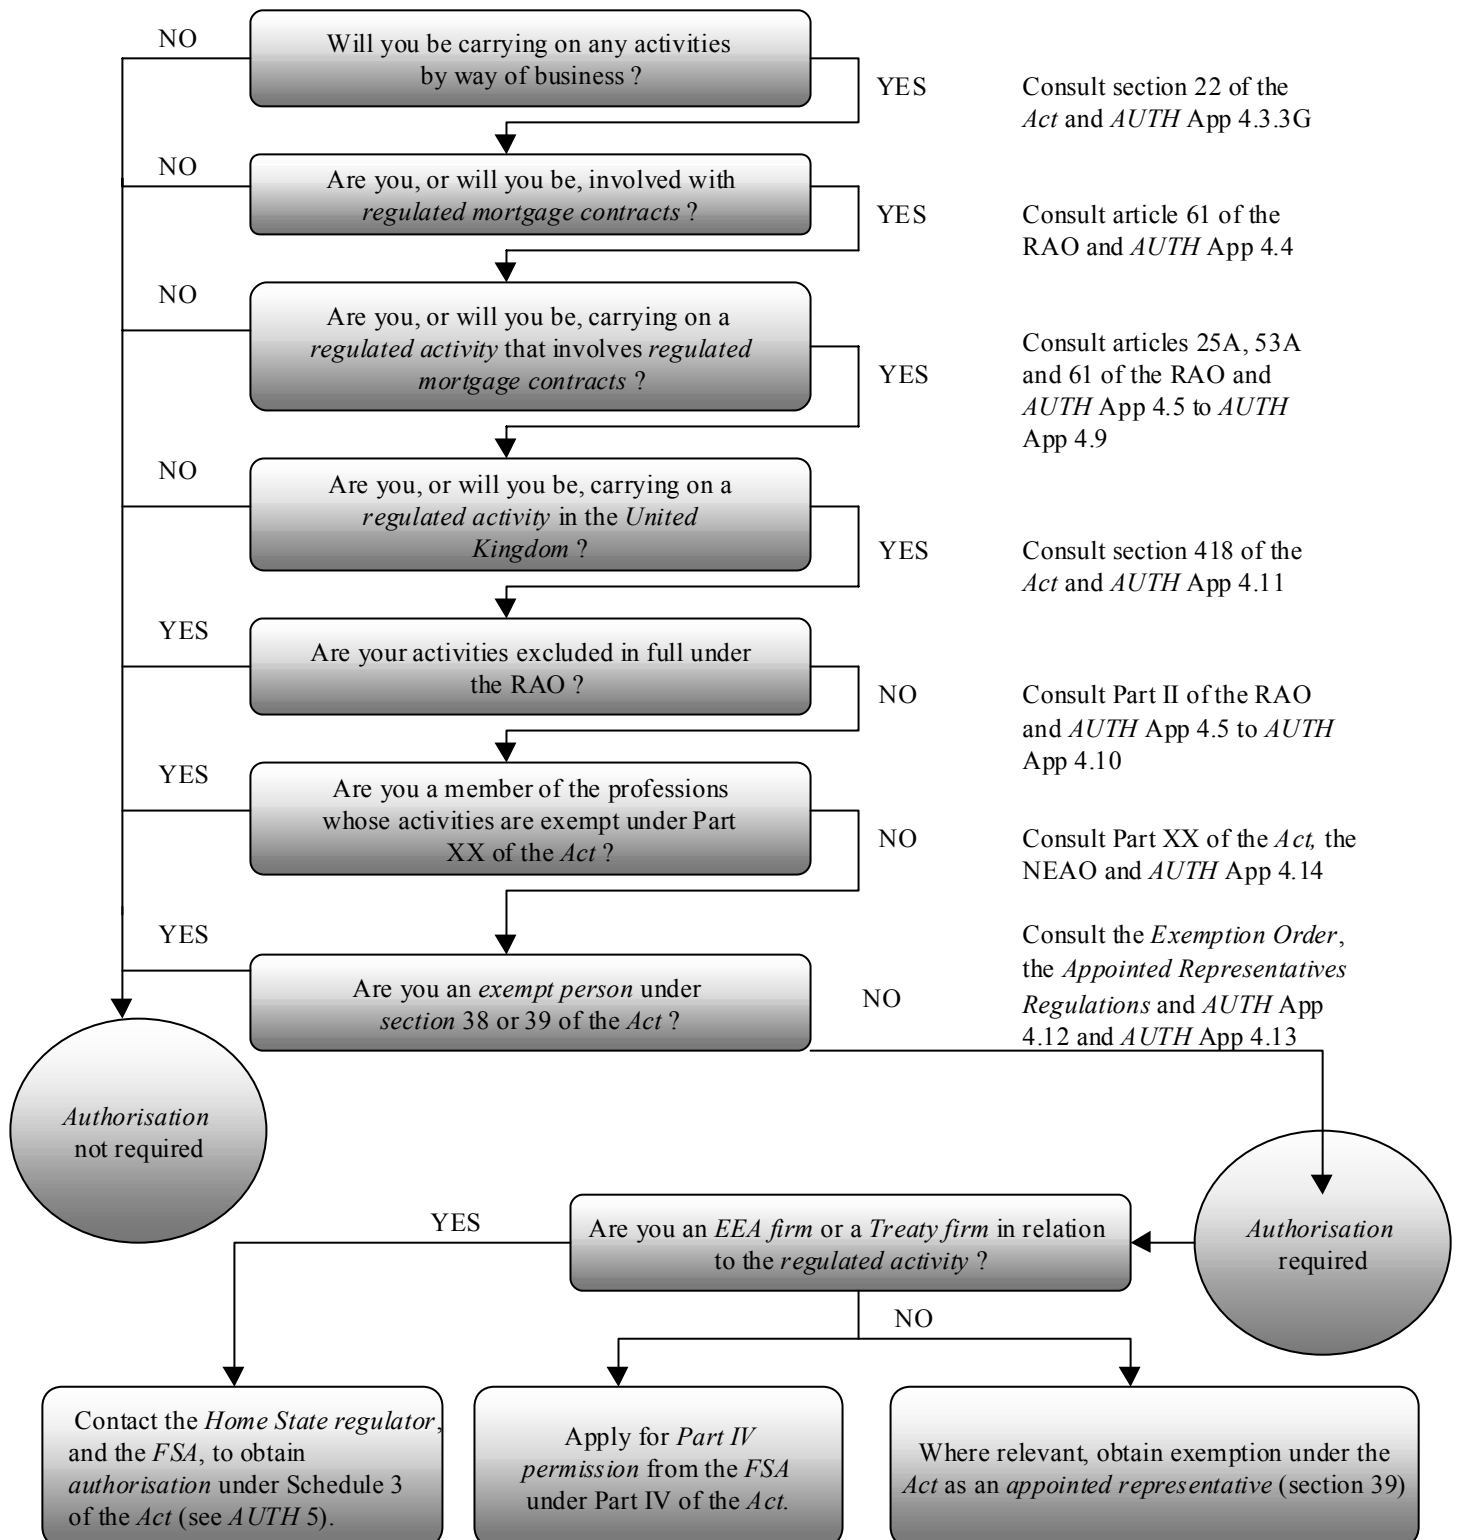 NO
Will you be carrying on any activities
by way of business ?
YES
Consult section 22 of the
Act and AUTH App 4.3.3G
NO
Are you, or will you be, involved with
regulated mortgage contracts ?
YES
Consult article 61 of the
RAO and AUTH App 4.4
NO
Are you, or will you be, carrying on a
regulated activity that involves regulated
mortgage contracts ?
YES
Consult articles 25A, 53A
and 61 of the RAO and
AUTH App 4.5 to AUTH
App 4.9
NO
Are you, or will you be, carrying on a
regulated activity in the United
Kingdom ?
YES
Consult section 418 of the
Act and AUTH App 4.11
YES
Are your activities excluded in full under
the RAO ?
NO
Consult Part II of the RAO
and AUTH App 4.5 to AUTH
App 4.10
YES
Are you a member of the professions
whose activities are exempt under Part
XX of the Act ?
NO
Consult Part XX of the Act, the
NEAO and AUTH App 4.14
YES
Are you an exempt person under
section 38 or 39 of the Act ?
NO
Consult the Exemption Order,
the Appointed Representatives
Regulations and AUTH App
4.12 and AUTH App 4.13
Authorisation
not required
Authorisation
required
YES
Are you an EEA firm or a Treaty firm in relation
to the regulated activity ?
NO
Contact the Home State regulator,
and the FSA, to obtain
authorisation under Schedule 3
of the Act (see AUTH 5).
Apply for Part IV
permission from the FSA
under Part IV of the Act.
Where relevant, obtain exemption under the
Act as an appointed representative (section 39)